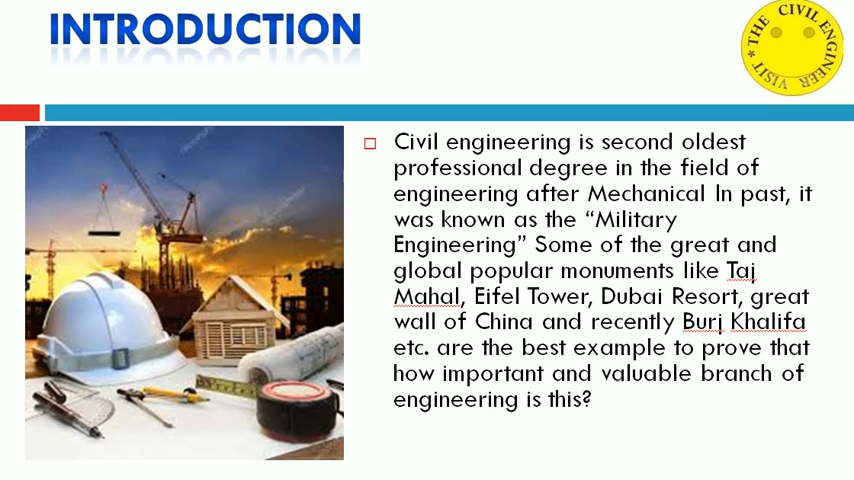 INTRODUCTION
THE CIVIL ENGINEER
VISIT
Civil engineering is second oldest
professional degree in the field of
engineering after Mechanical In past, it
was known as the “Military
Engineering” Some of the great and
global popular monuments like Taj
Mahal, Eifel Tower, Dubai Resort, great
wall of China and recently Burj Khalifa
etc. are the best example to prove that
how important and valuable branch of
engineering is this?